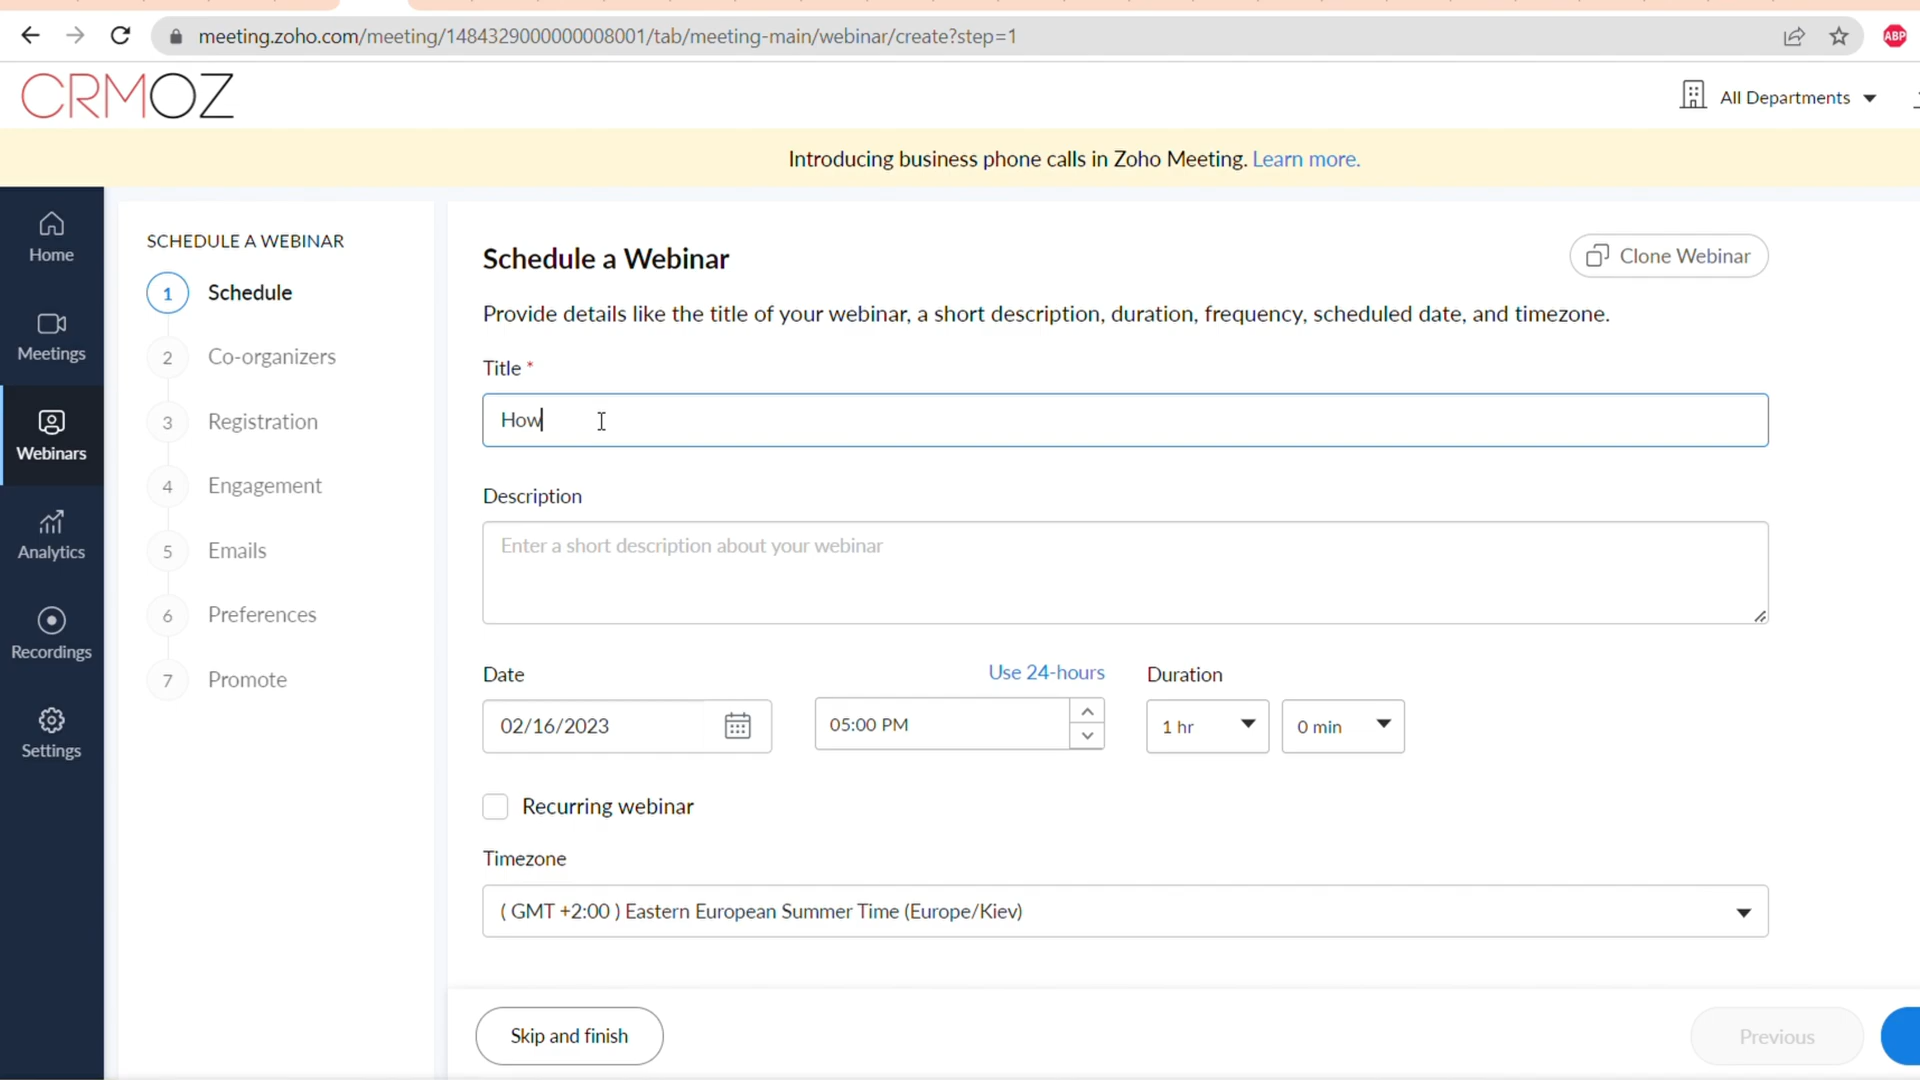 meeting.zoho.com/meeting/1484329000000008001/tab/meeting-main/webinar/create?step=1
ABP
CRMOZ
All Departments
Introducing business phone calls in Zoho Meeting. Learn more.
Home
Meetings
Webinars
Analytics
Recordings
Settings
SCHEDULE A WEBINAR
1 Schedule
2 Co-organizers
3 Registration
4 Engagement
5 Emails
6 Preferences
7 Promote
Schedule a Webinar
Clone Webinar
Provide details like the title of your webinar, a short description, duration, frequency, scheduled date, and timezone.
Title *
How
Description
Enter a short description about your webinar
Date
Use 24-hours
Duration
02/16/2023
05:00 PM
1 hr
0 min
Recurring webinar
Timezone
( GMT +2:00 ) Eastern European Summer Time (Europe/Kiev)
Skip and finish
Previous